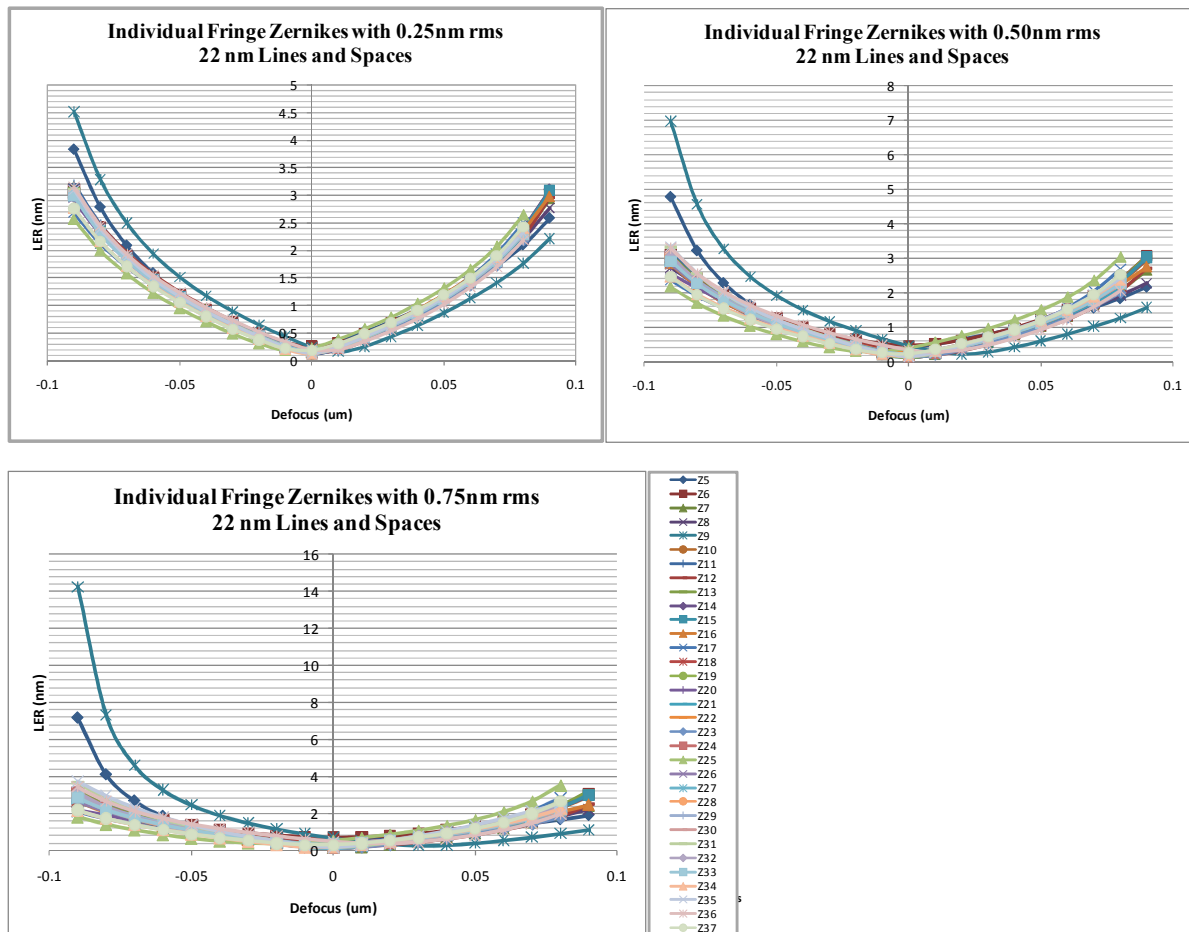 Individual Fringe Zernikes with 0.25nm rms
22 nm Lines and Spaces
5
4.5
4
3.5
3
2.5
2
1.5
1
0.5
0
LER (nm)
-0.1
-0.05
0
0.05
0.1
Defocus (um)
Individual Fringe Zernikes with 0.50nm rms
22 nm Lines and Spaces
8
7
6
5
4
3
2
1
0
LER (nm)
-0.1
-0.05
0
0.05
0.1
Defocus (um)
Individual Fringe Zernikes with 0.75nm rms
22 nm Lines and Spaces
16
14
12
10
8
6
4
2
0
LER (nm)
-0.1
-0.05
0
0.05
0.1
Defocus (um)
Z5
Z6
Z7
Z8
Z9
Z10
Z11
Z12
Z13
Z14
Z15
Z16
Z17
Z18
Z19
Z20
Z21
Z22
Z23
Z24
Z25
Z26
Z27
Z28
Z29
Z30
Z31
Z32
Z33
Z34
Z35
Z36
Z37
s